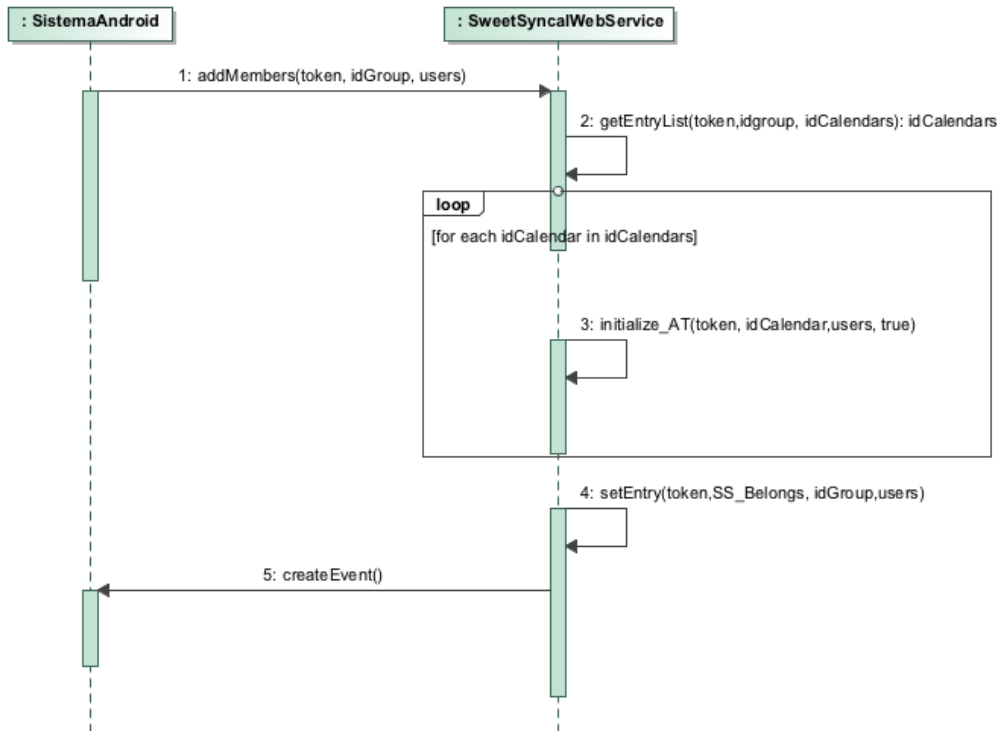 : SistemaAndroid
: SweetSyncalWebService
1: addMembers(token, idGroup, users)
2: getEntryList(token,idgroup, idCalendars): idCalendars
loop
[for each idCalendar in idCalendars]
3: initialize_AT(token, idCalendar,users, true)
4: setEntry(token,SS_Belongs, idGroup,users)
5: createEvent()